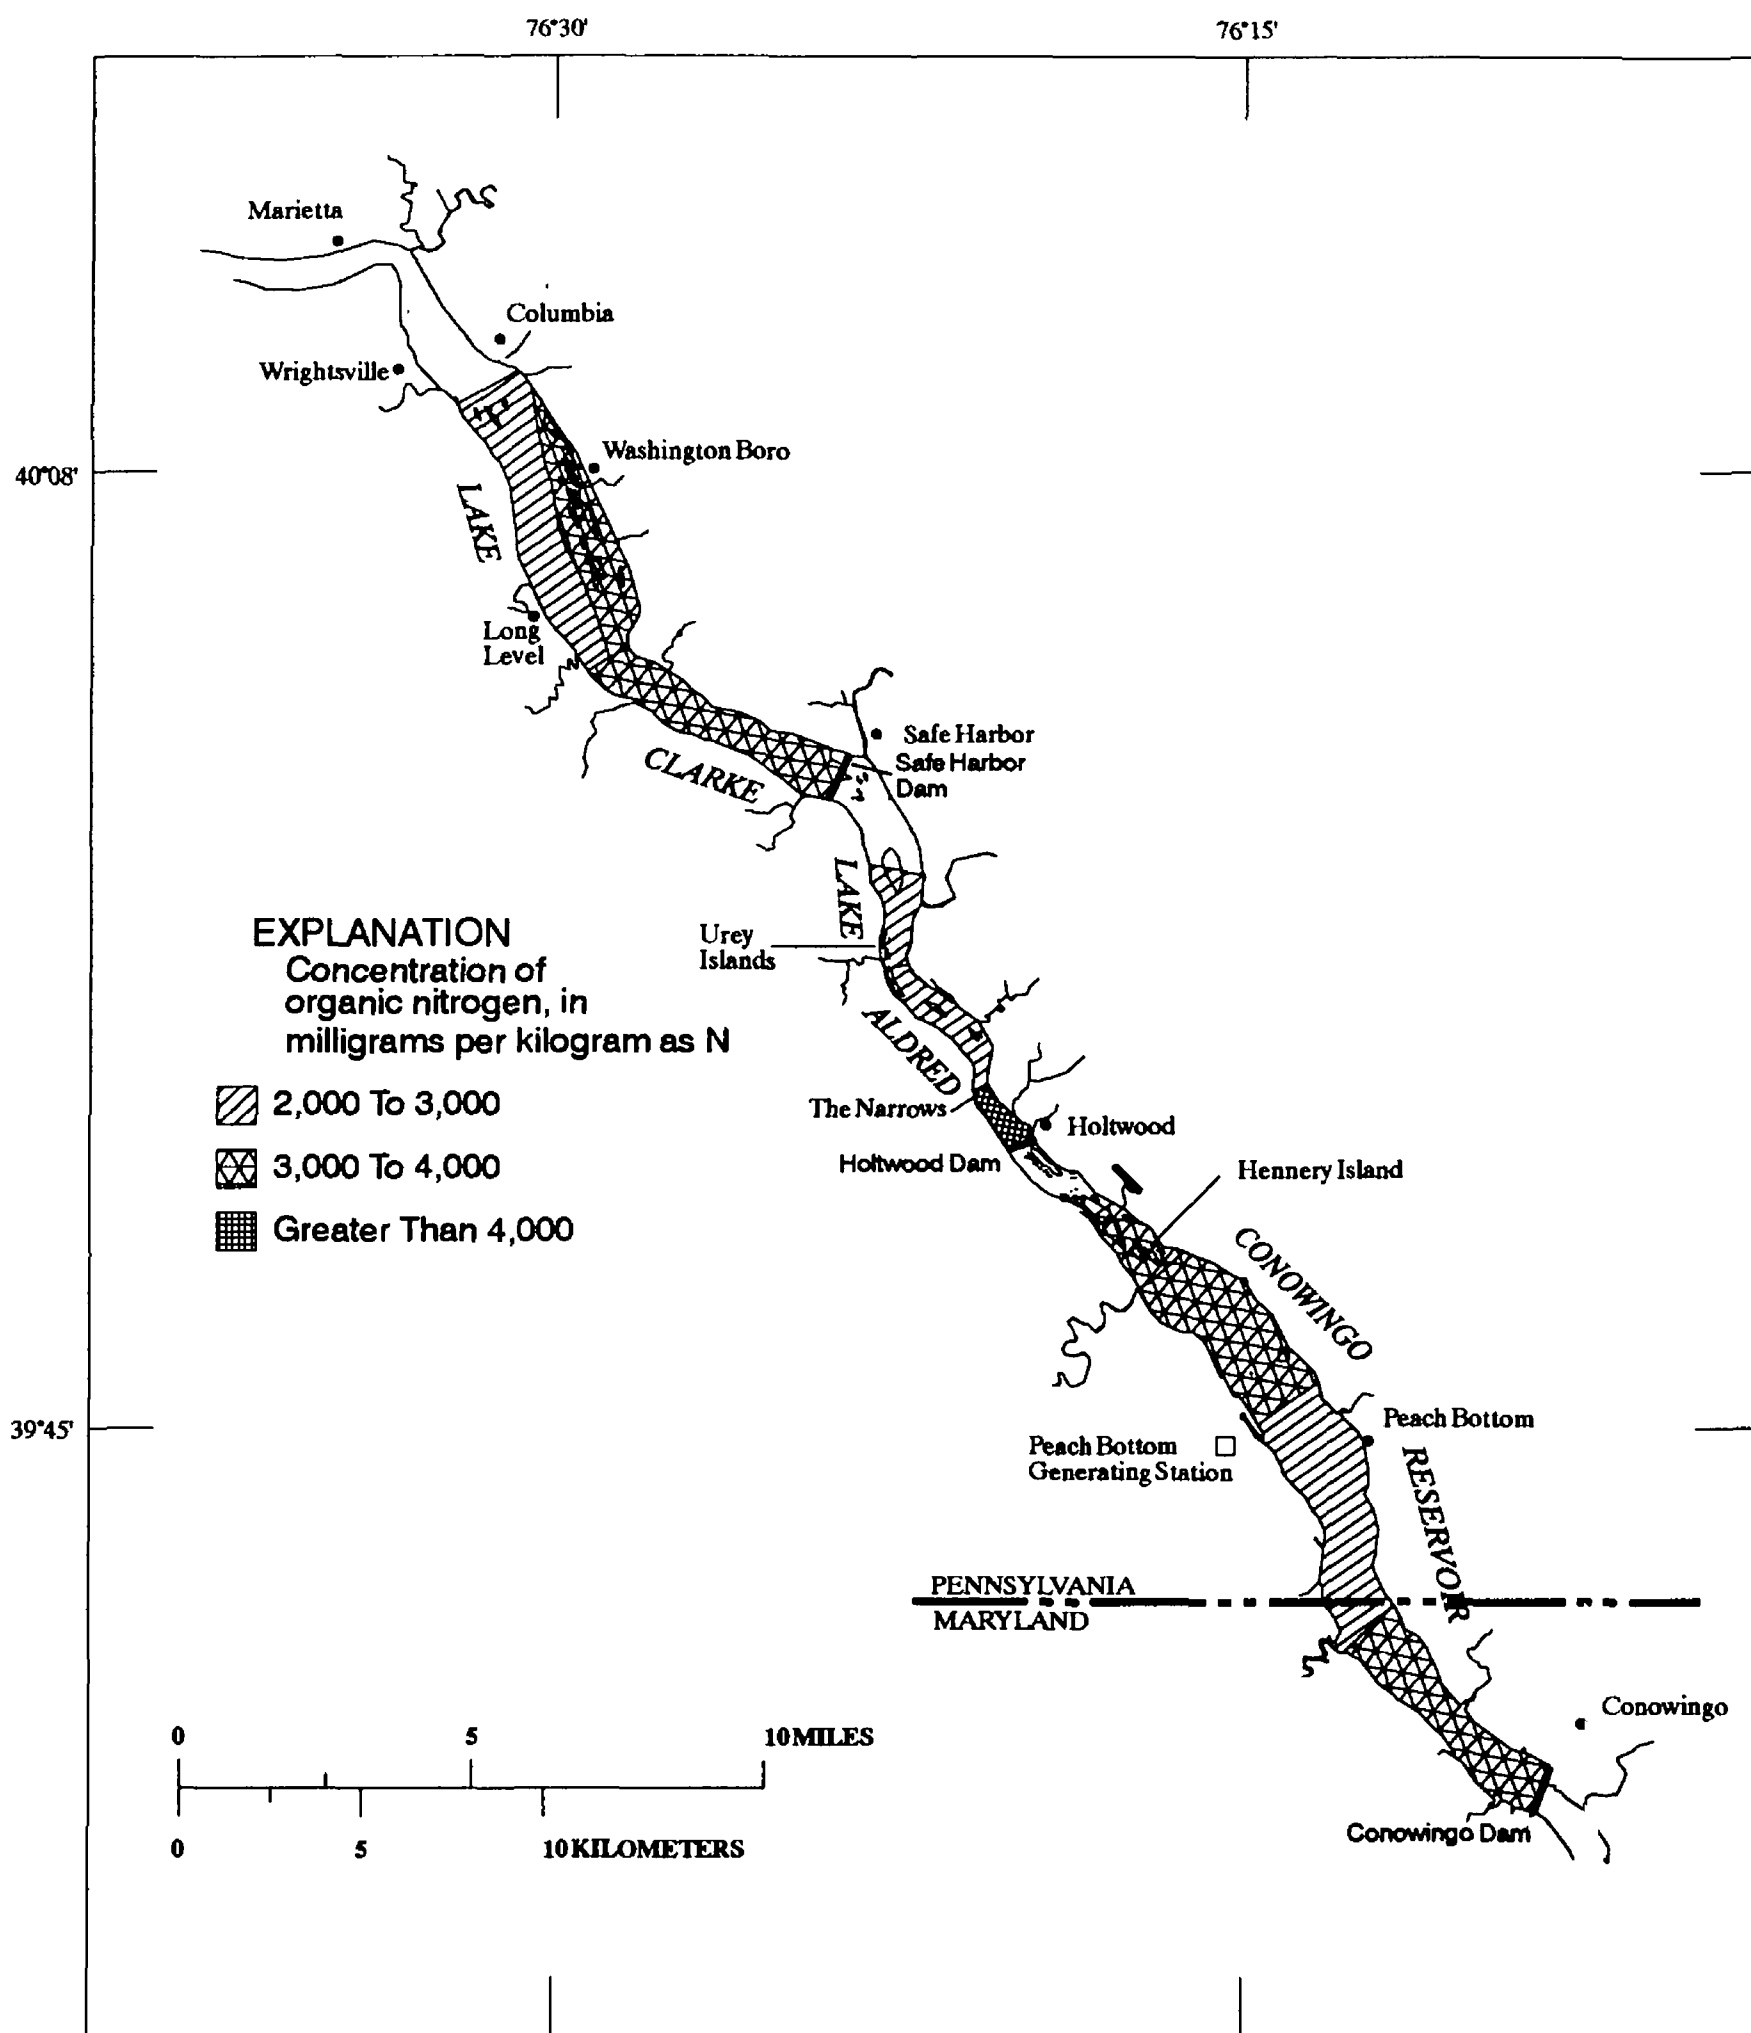 76°30'
76°15'
Marietta
Columbia
Wrightsville
Washington Boro
40°08'
LAKE
Long
Level
Safe Harbor
Safe Harbor
Dam
CLARKE
LAKE
Urey
Islands
EXPLANATION
Concentration of
organic nitrogen, in
milligrams per kilogram as N
2,000 To 3,000
3,000 To 4,000
Greater Than 4,000
ALDRED
The Narrows
Holtwood
Holtwood Dam
Hennery Island
CONOWINGO
39°45'
Peach Bottom
Peach Bottom
Generating Station
RESERVOIR
PENNSYLVANIA
MARYLAND
Conowingo
0 5 10 MILES
0 5 10 KILOMETERS
Conowingo Dam